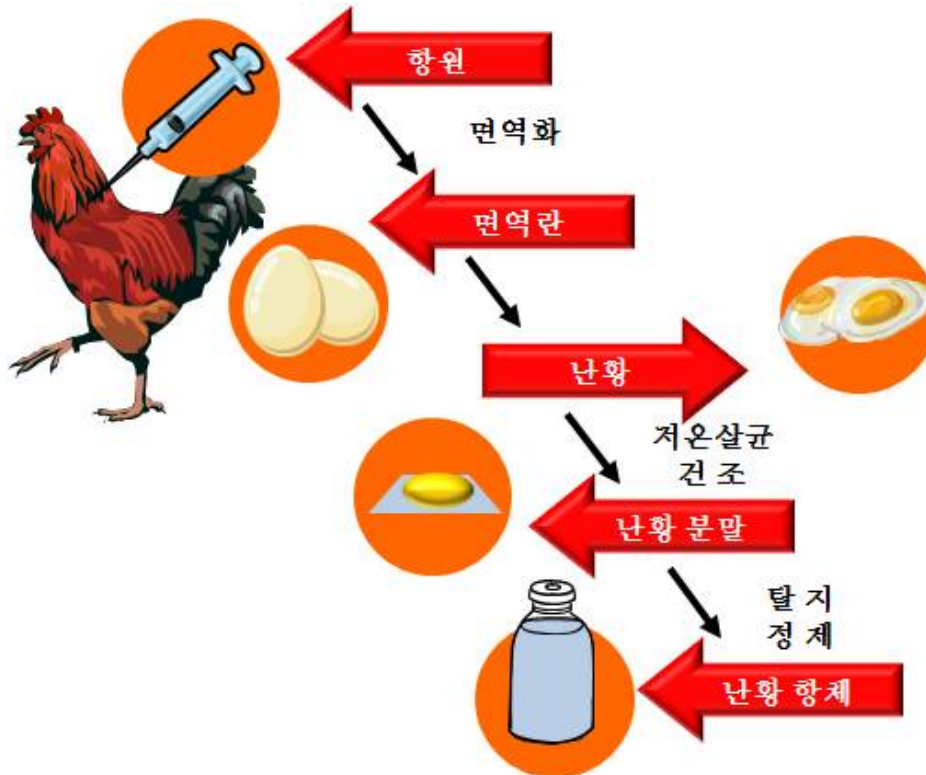 항원
면역화
면역란
난황
저온살균
건 조
난황 분말
탈 지
정 제
난황 항체